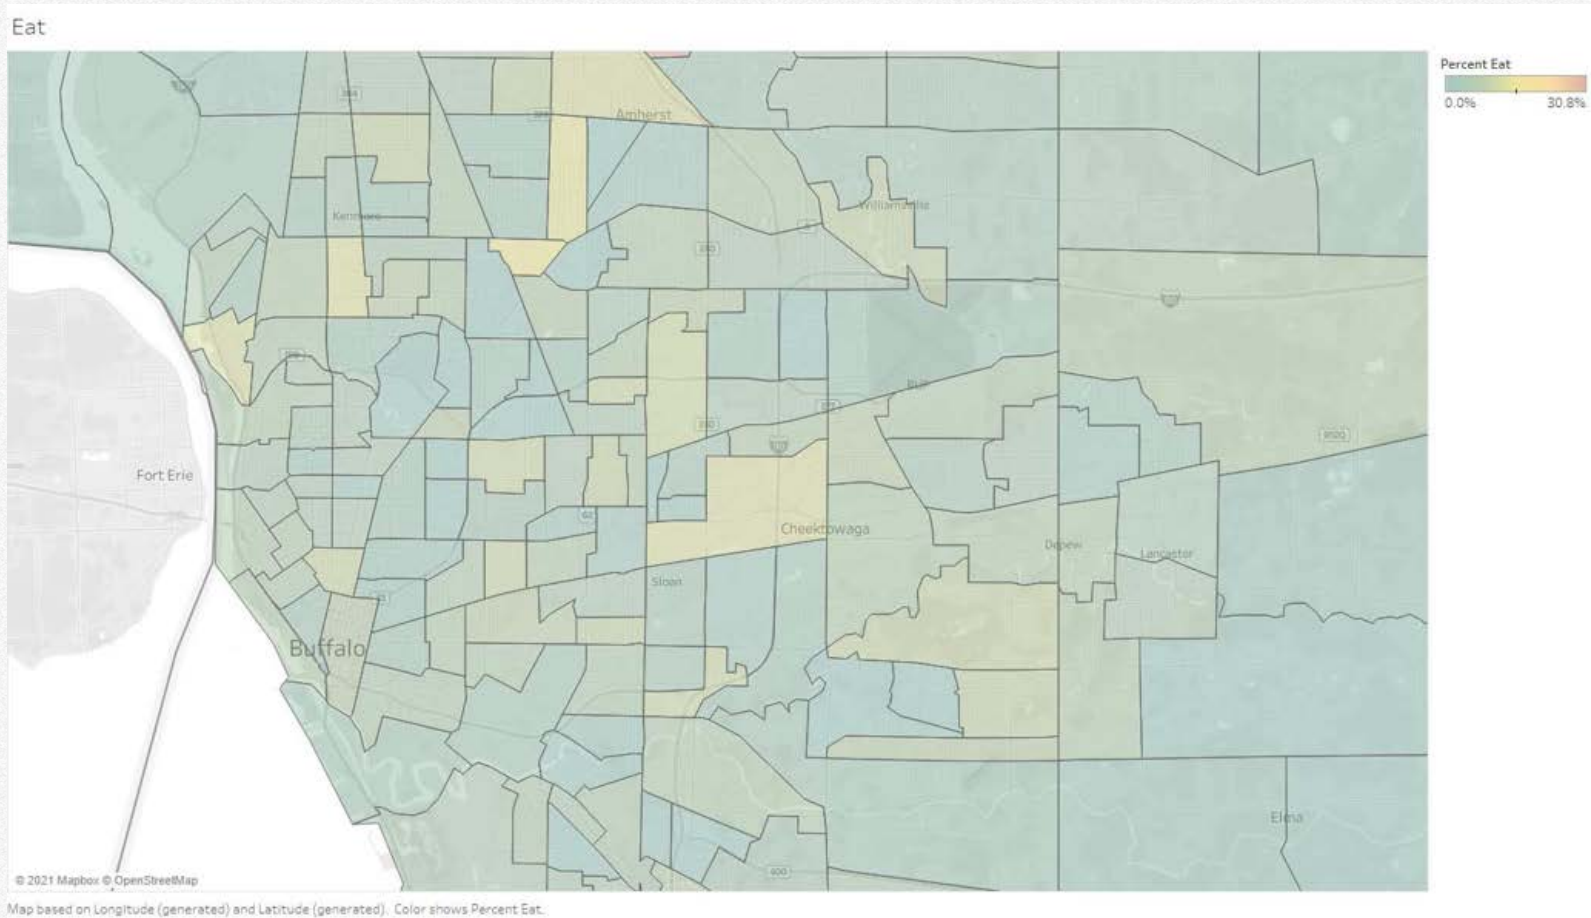 Eat
Percent Eat
0.0% 30.8%
Amherst
Williamsville
Kenmore
Fort Erie
Cheektowaga
Depew
Lancaster
Sloan
Buffalo
Elma
400
© 2021 Mapbox © OpenStreetMap
Map based on Longitude (generated) and Latitude (generated). Color shows Percent Eat.